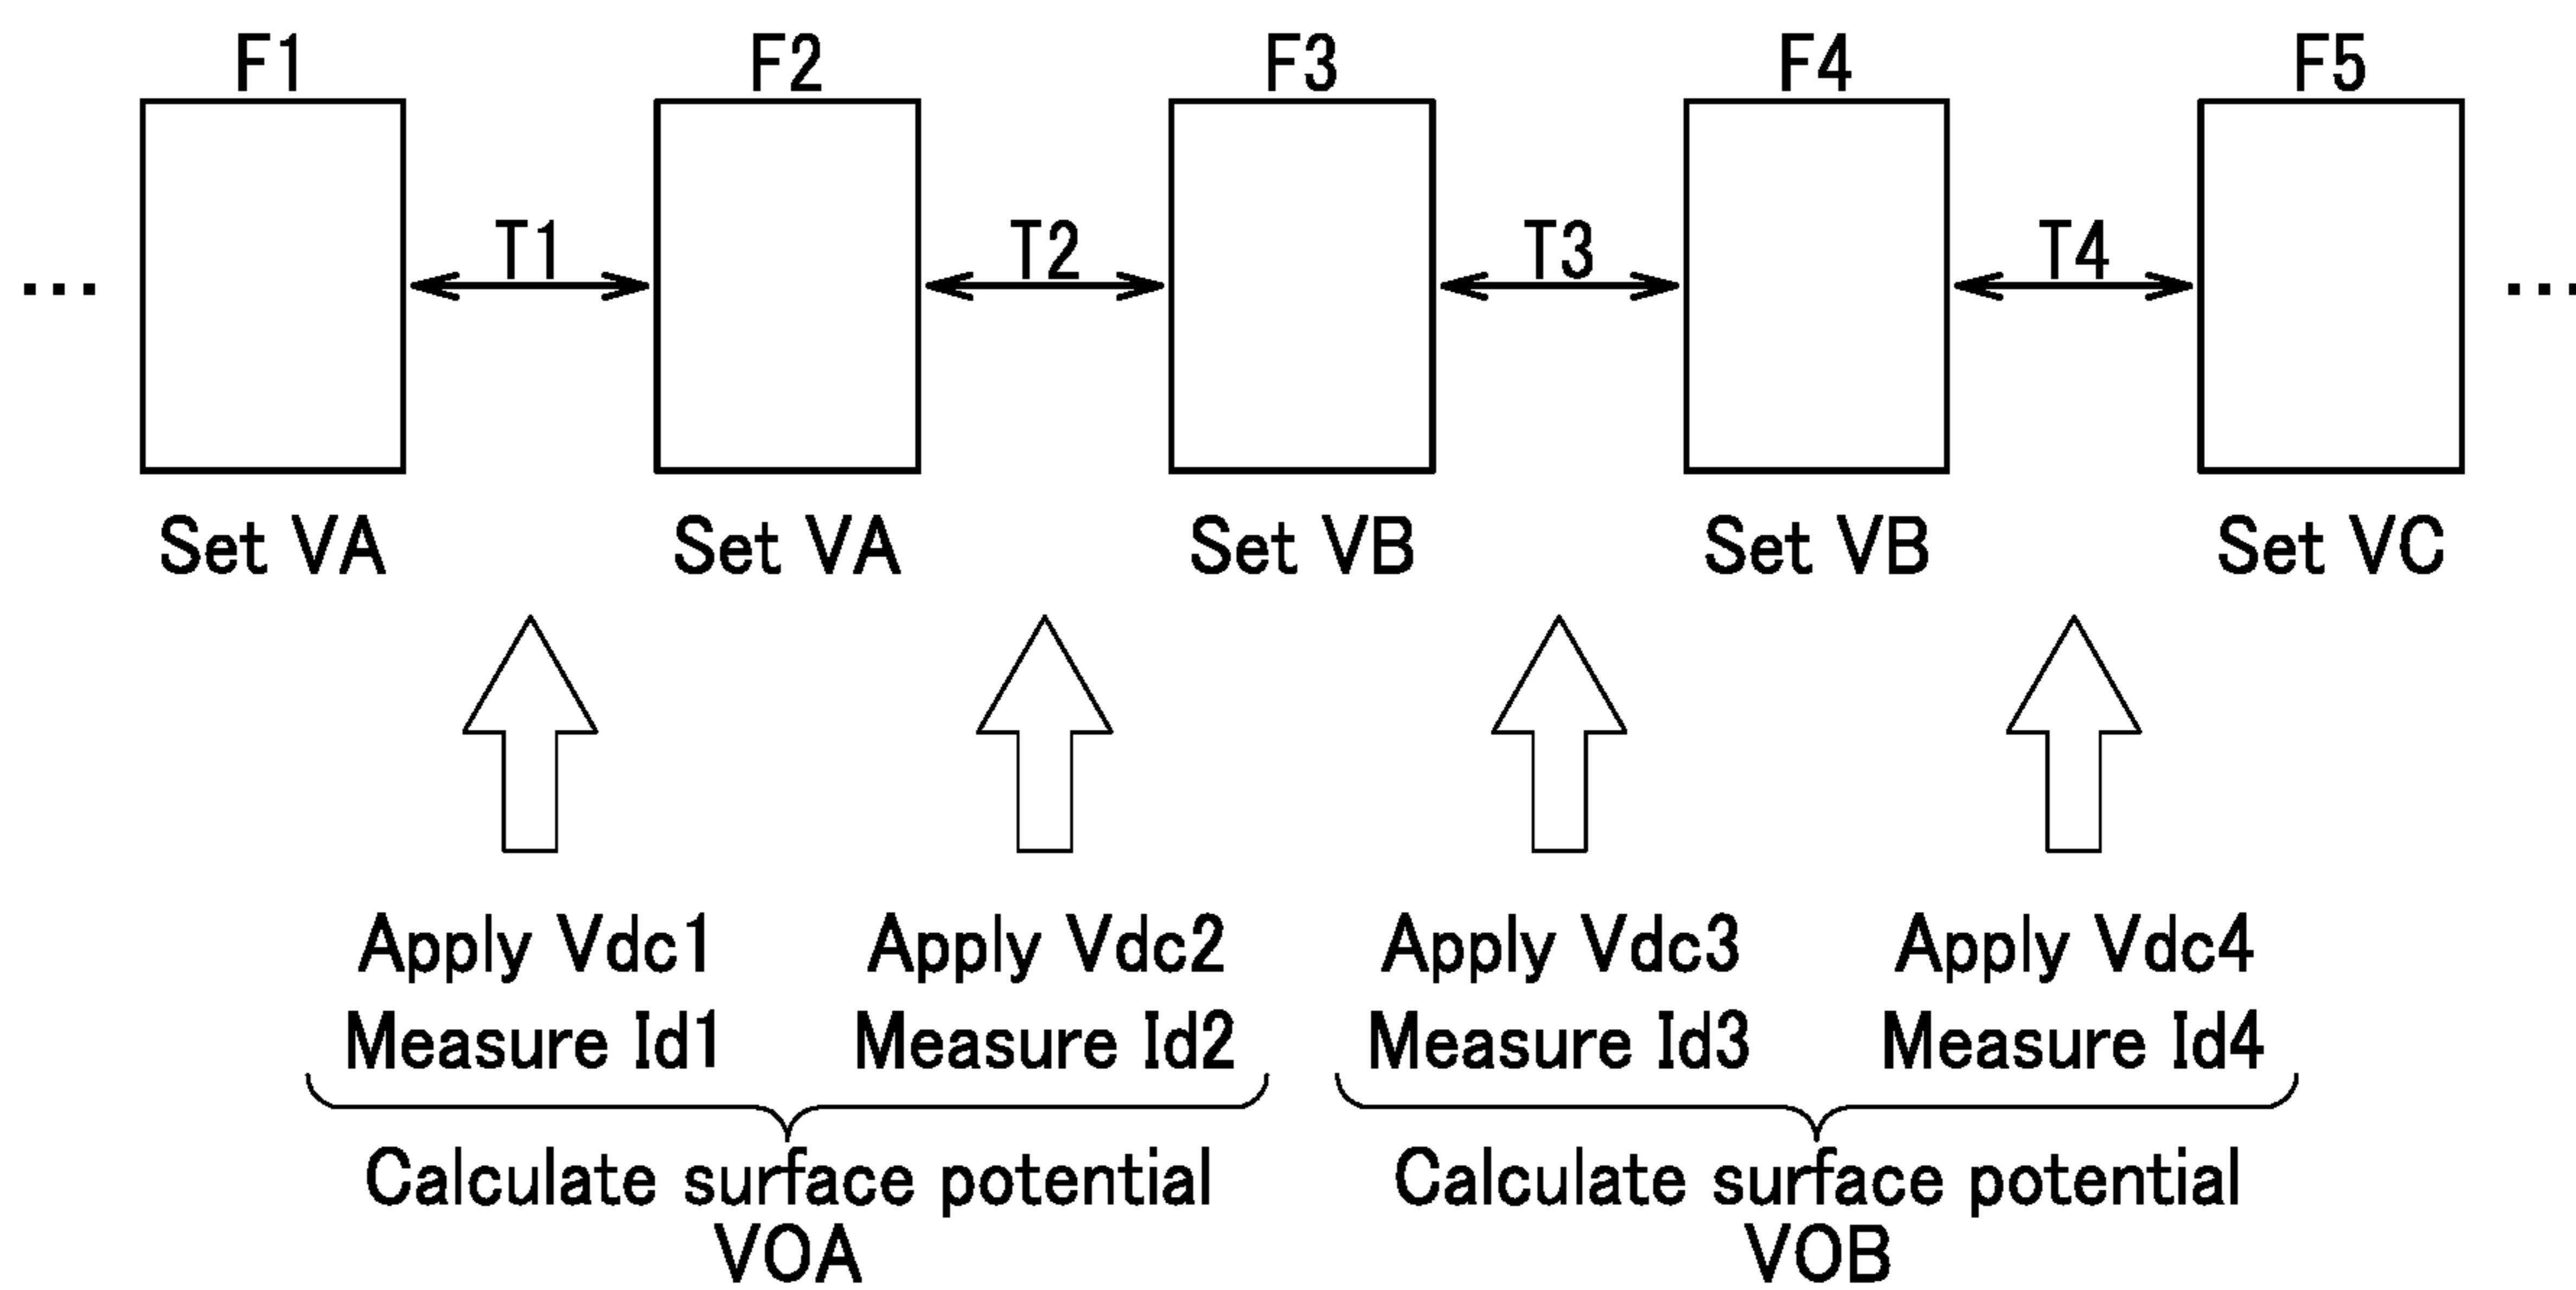 F1 F2 F3 F4 F5
... T1 T2 T3 T4 ...
Set VA Set VA Set VB Set VB Set VC
Apply Vdc1 Apply Vdc2 Apply Vdc3 Apply Vdc4
Measure Id1 Measure Id2 Measure Id3 Measure Id4
Calculate surface potential Calculate surface potential
VOA VOB